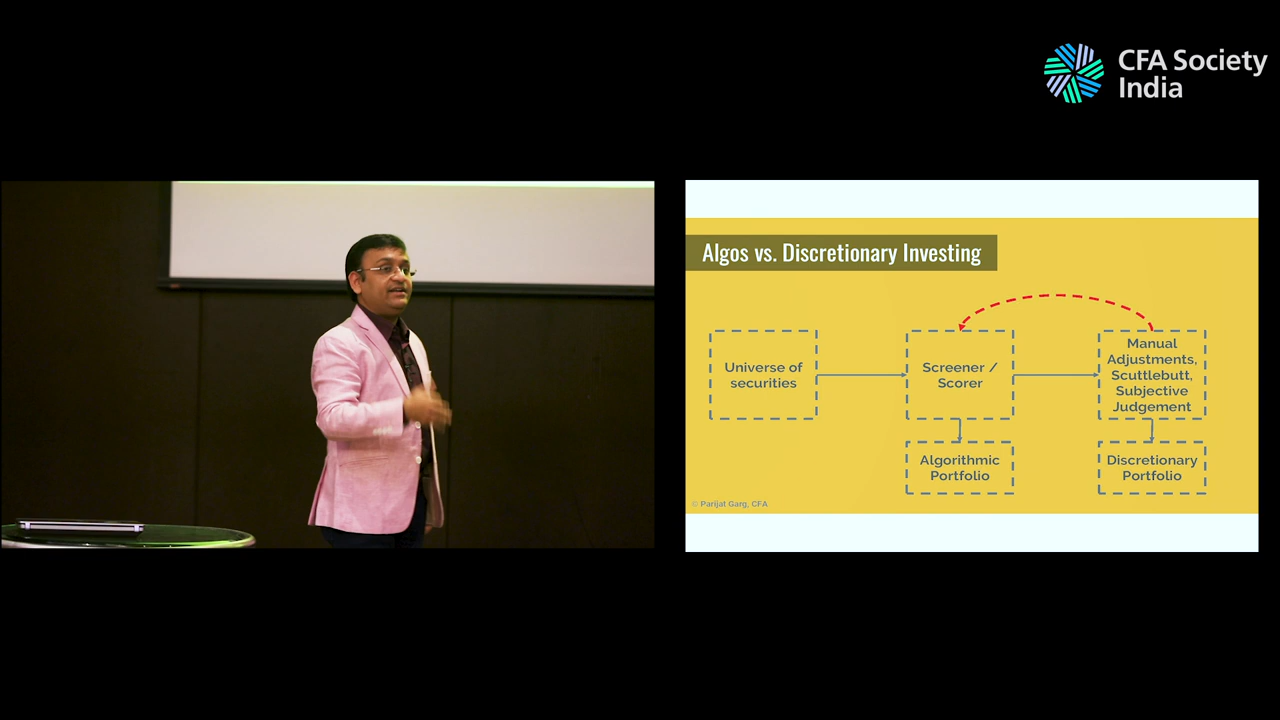 CFA Society
India
Algos vs. Discretionary Investing
Universe of
securities
Screener /
Scorer
Manual
Adjustments,
Scuttlebutt,
Subjective
Judgement
Algorithmic
Portfolio
Discretionary
Portfolio
© Parijat Garg, CFA